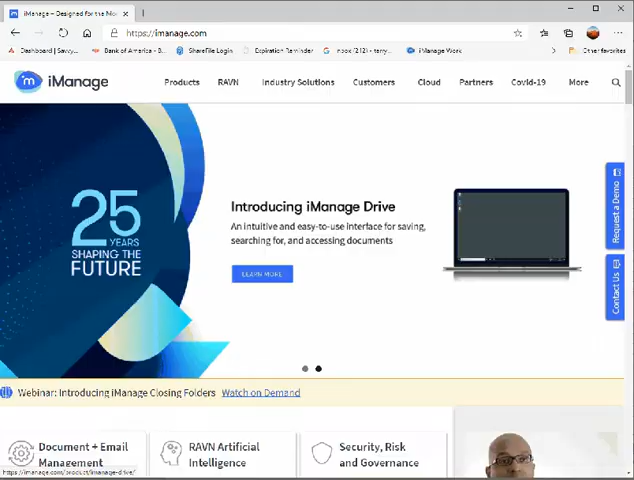 iManage – Designed for the Mod
https://imanage.com
Dashboard | Savvy...
Bank of America - B...
ShareFile Login
Expiration Reminder
Inbox (212) - terry...
iManage Work
Other favorites
iManage
Products
RAVN
Industry Solutions
Customers
Cloud
Partners
Covid-19
More
25
YEARS
SHAPING THE
FUTURE
Introducing iManage Drive
An intuitive and easy-to-use interface for saving,
searching for, and accessing documents
LEARN MORE
Request a Demo
Contact Us
Webinar: Introducing iManage Closing Folders Watch on Demand
Document + Email
Management
RAVN Artificial
Intelligence
Security, Risk
and Governance
https://imanage.com/product/imanage-drive/